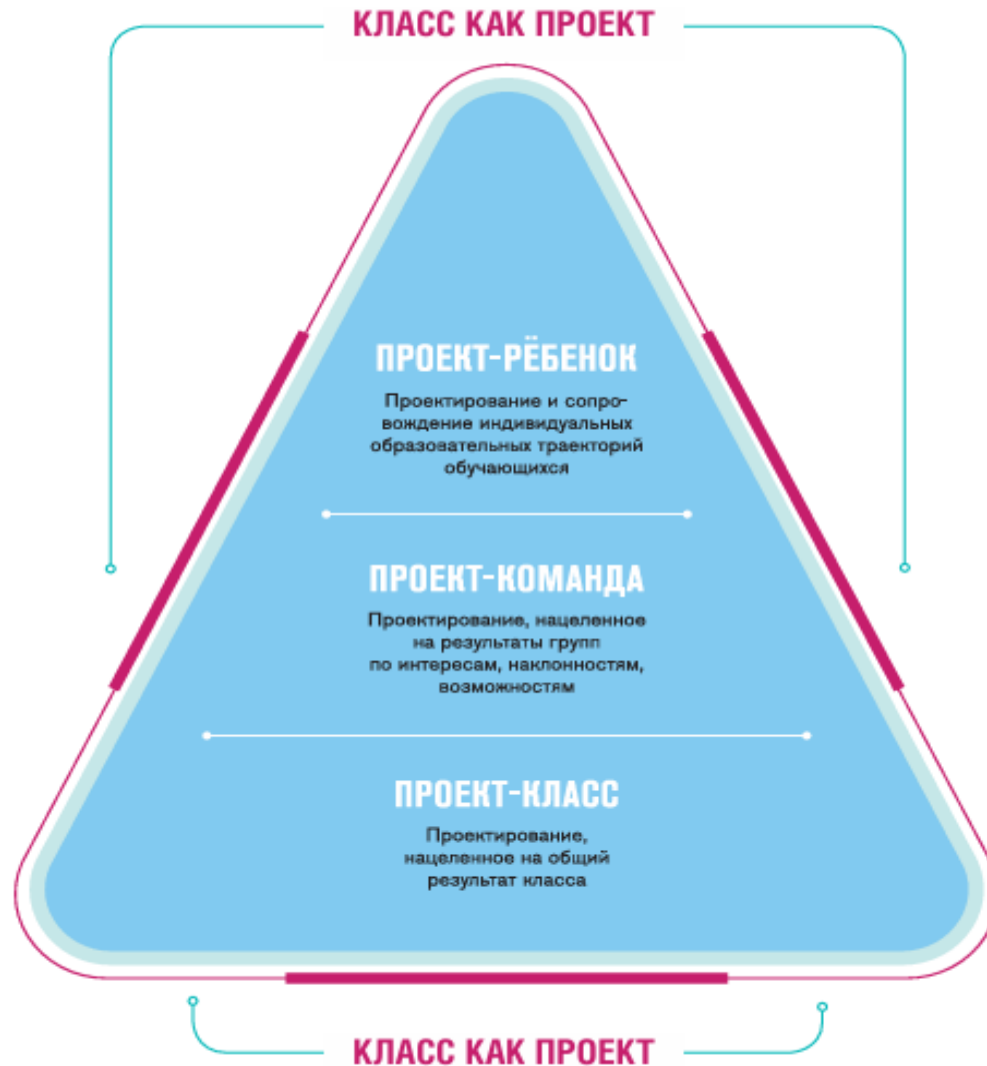 КЛАСС КАК ПРОЕКТ
ПРОЕКТ-РЁБЕНОК
Проектирование и сопро-
вождение индивидуальных
образовательных траекторий
обучающихся
ПРОЕКТ-КОМАНДА
Проектирование, нацеленное
на результаты групп
по интересам, наклонностям,
возможностям
ПРОЕКТ-КЛАСС
Проектирование,
нацеленное на общий
результат класса
КЛАСС КАК ПРОЕКТ